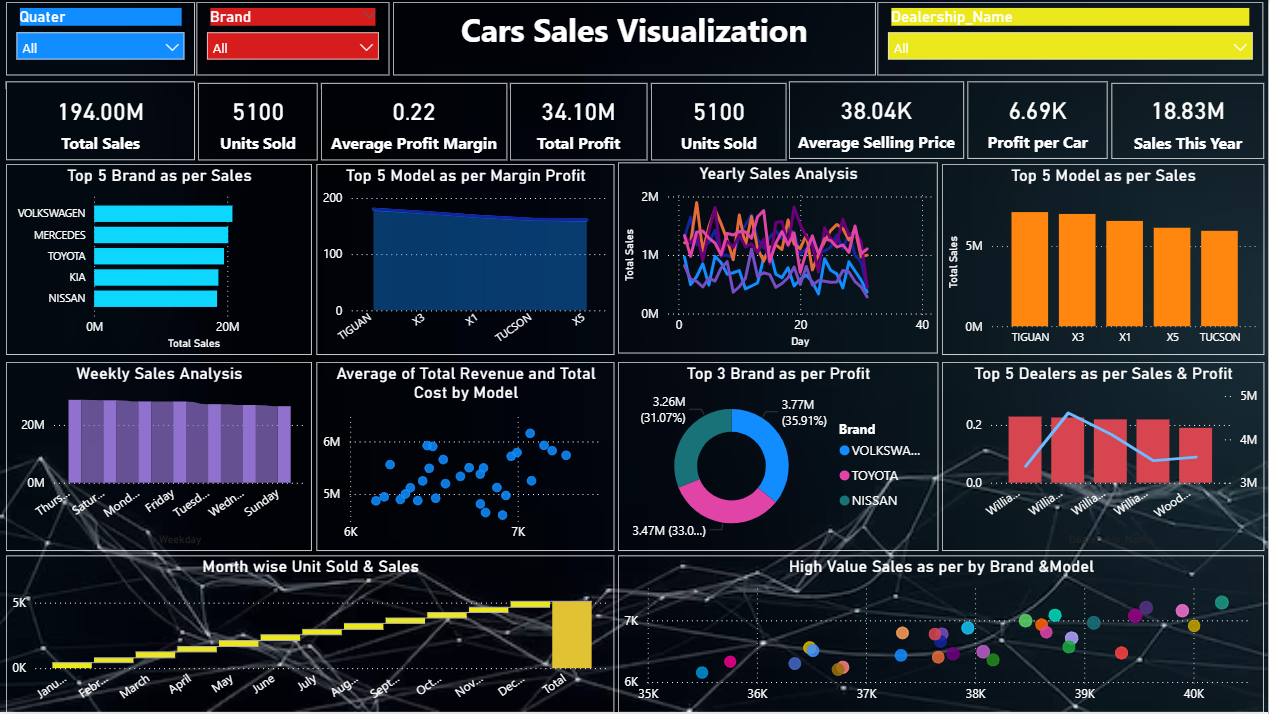 Quater
All
Brand
All
Cars Sales Visualization
Dealership_Name
All
194.00M
Total Sales
5100
Units Sold
0.22
Average Profit Margin
34.10M
Total Profit
5100
Units Sold
38.04K
Average Selling Price
6.69K
Profit per Car
18.83M
Sales This Year
Top 5 Brand as per Sales
VOLKSWAGEN
MERCEDES
TOYOTA
KIA
NISSAN
0M 20M
Total Sales
Top 5 Model as per Margin Profit
200
100
0
TIGUAN X3 X1 TUCSON X5
Yearly Sales Analysis
Total Sales
2M
1M
0M
0 20 40
Day
Top 5 Model as per Sales
Total Sales
5M
0M
TIGUAN X3 X1 X5 TUCSON
Weekly Sales Analysis
20M
0M
Thurs... Satur... Mond... Friday Tuesd... Wedn... Sunday
Weekday
Average of Total Revenue and Total
Cost by Model
6M
5M
6K 7K
Top 3 Brand as per Profit
3.26M
(31.07%)
3.77M
(35.91%)
3.47M (33.0...)
Brand
VOLKSWA...
TOYOTA
NISSAN
Top 5 Dealers as per Sales & Profit
0.2
0.0
5M
4M
3M
Willia... Willia... Willia... Willia... Wood...
Month wise Unit Sold & Sales
5K
0K
Janu... Febr... March April May June July Aug... Sept... Oct... Nov... Dec... Total
High Value Sales as per by Brand &Model
7K
6K
35K 36K 37K 38K 39K 40K